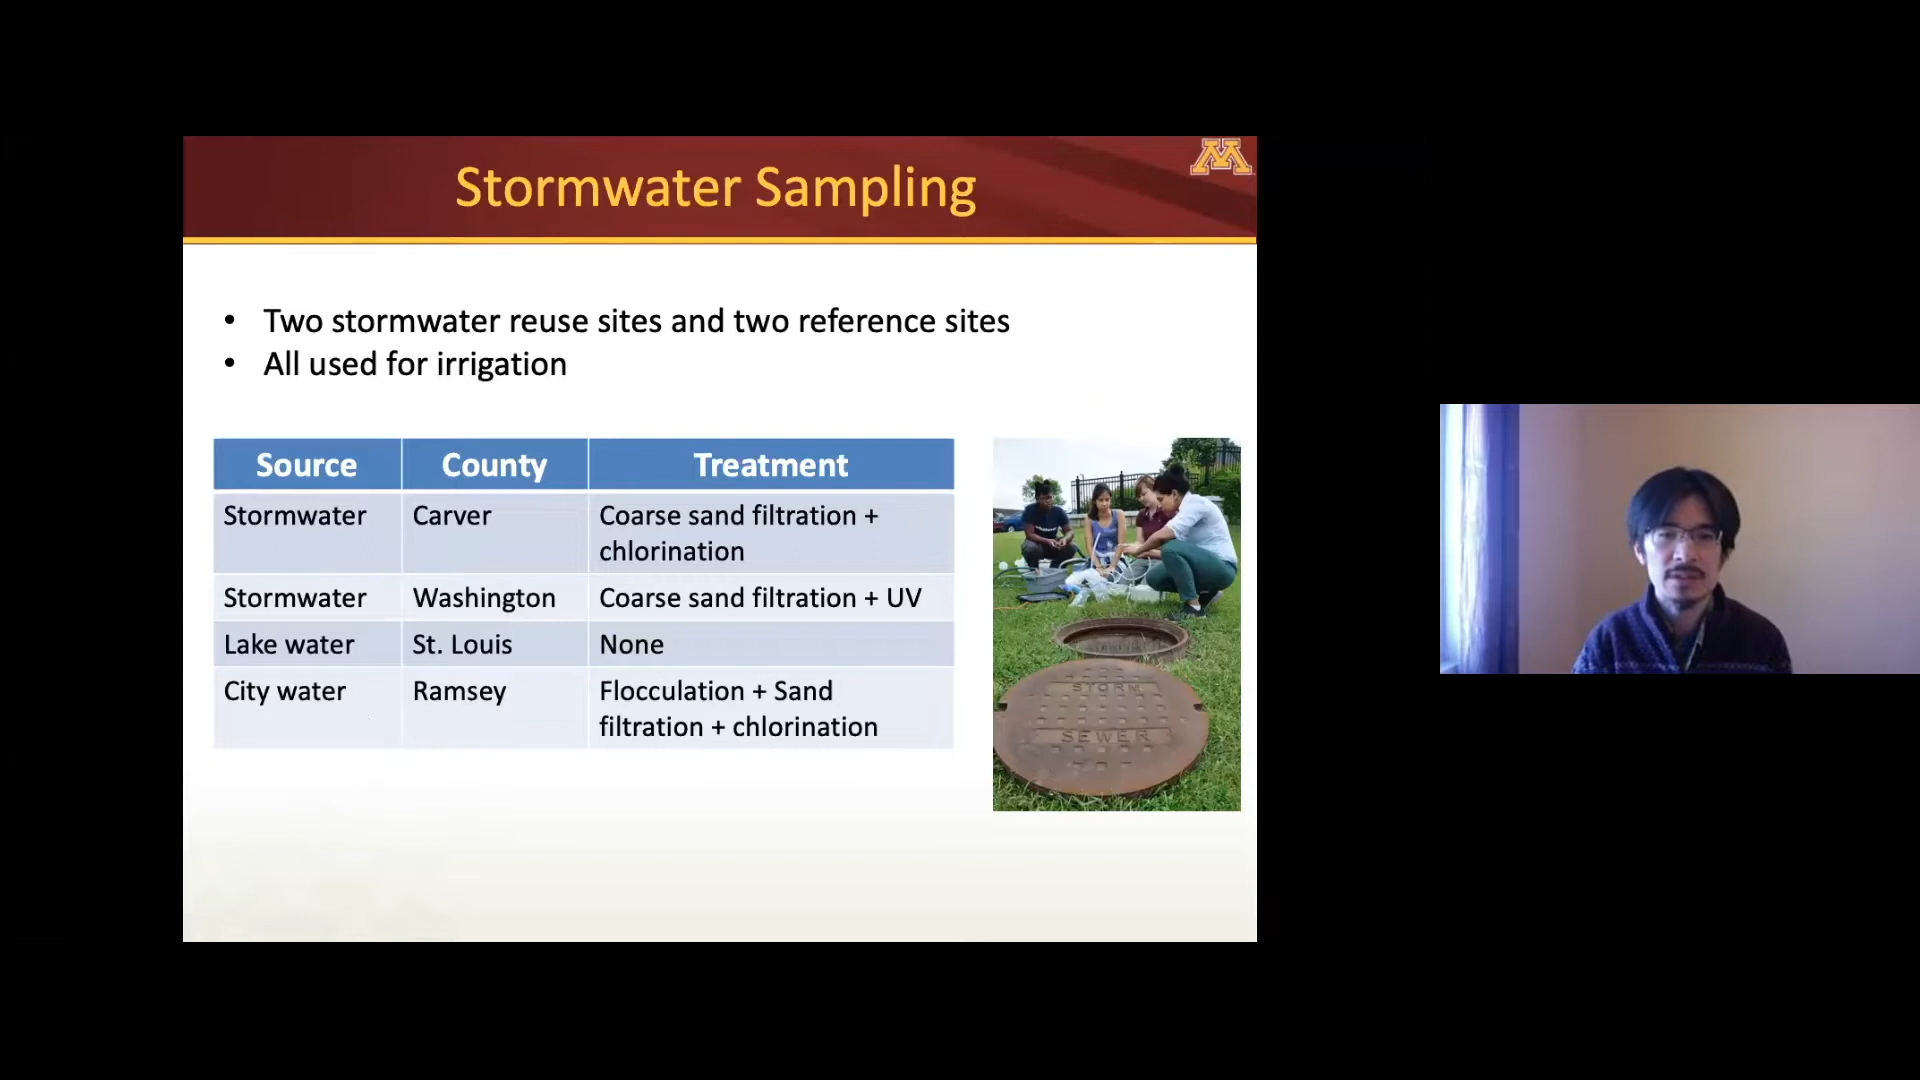 M
Stormwater Sampling
• Two stormwater reuse sites and two reference sites
• All used for irrigation
Source County Treatment
Stormwater Carver Coarse sand filtration +
chlorination
Stormwater Washington Coarse sand filtration + UV
Lake water St. Louis None
City water Ramsey Flocculation + Sand
filtration + chlorination
STORM
SEWER